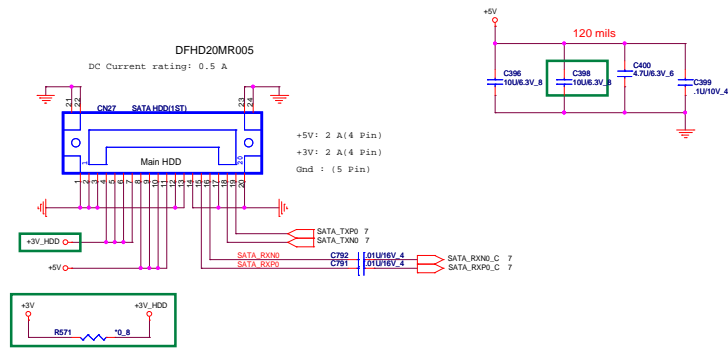 DFHD20MR005
DC Current rating: 0.5 A
21
22
23
24
CN27
SATA HDD(1ST)
1
20
Main HDD
1
2
3
4
5
6
7
8
9
10
11
12
13
14
15
16
17
18
19
20
+5V: 2 A(4 Pin)
+3V: 2 A(4 Pin)
Gnd : (5 Pin)
+5V
120 mils
C396
10U/6.3V_8
C398
10U/6.3V_8
C400
4.7U/6.3V_6
C399
.1U/10V_4
SATA_TXP0 7
SATA_TXN0 7
+3V_HDD
+5V
SATA_RXN0
C792
.01U/16V_4
SATA_RXN0_C 7
SATA_RXP0
C791
.01U/16V_4
SATA_RXP0_C 7
+3V
+3V_HDD
R571
*0_8